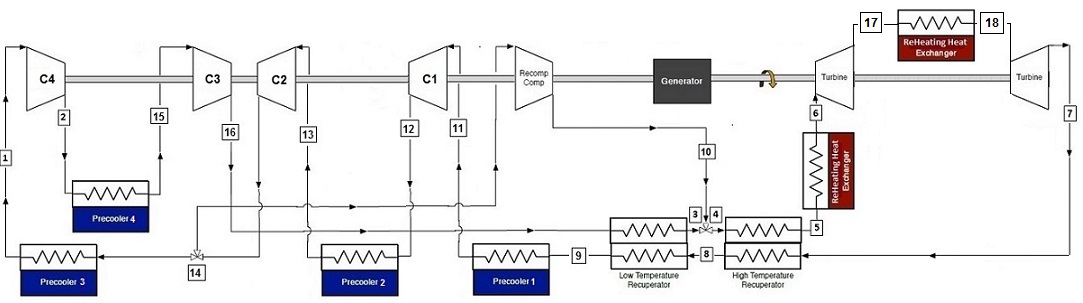 17
18
ReHeating Heat
Exchanger
C4
C3
C2
C1
Recomp
Comp
Generator
Turbine
Turbine
2
15
16
13
12
11
6
7
1
10
ReHeating Heat
Exchanger
Precooler 4
3
4
5
14
9
8
Precooler 3
Precooler 2
Precooler 1
Low Temperature
Recuperator
High Temperature
Recuperator